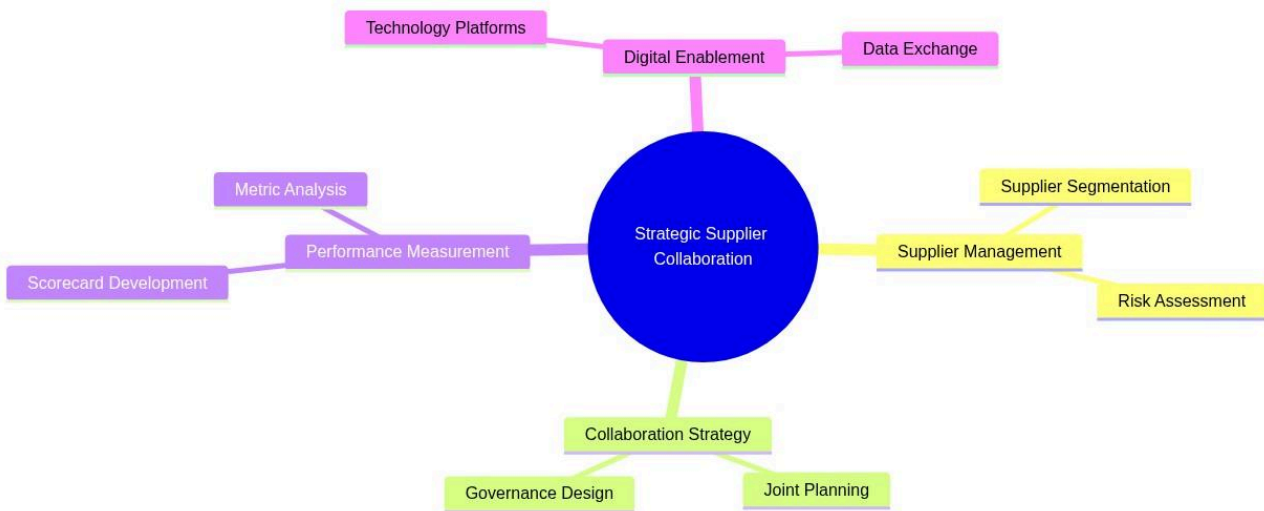 Technology Platforms
Digital Enablement
Data Exchange
Metric Analysis
Supplier Segmentation
Strategic Supplier
Collaboration
Performance Measurement
Supplier Management
Scorecard Development
Risk Assessment
Collaboration Strategy
Governance Design
Joint Planning